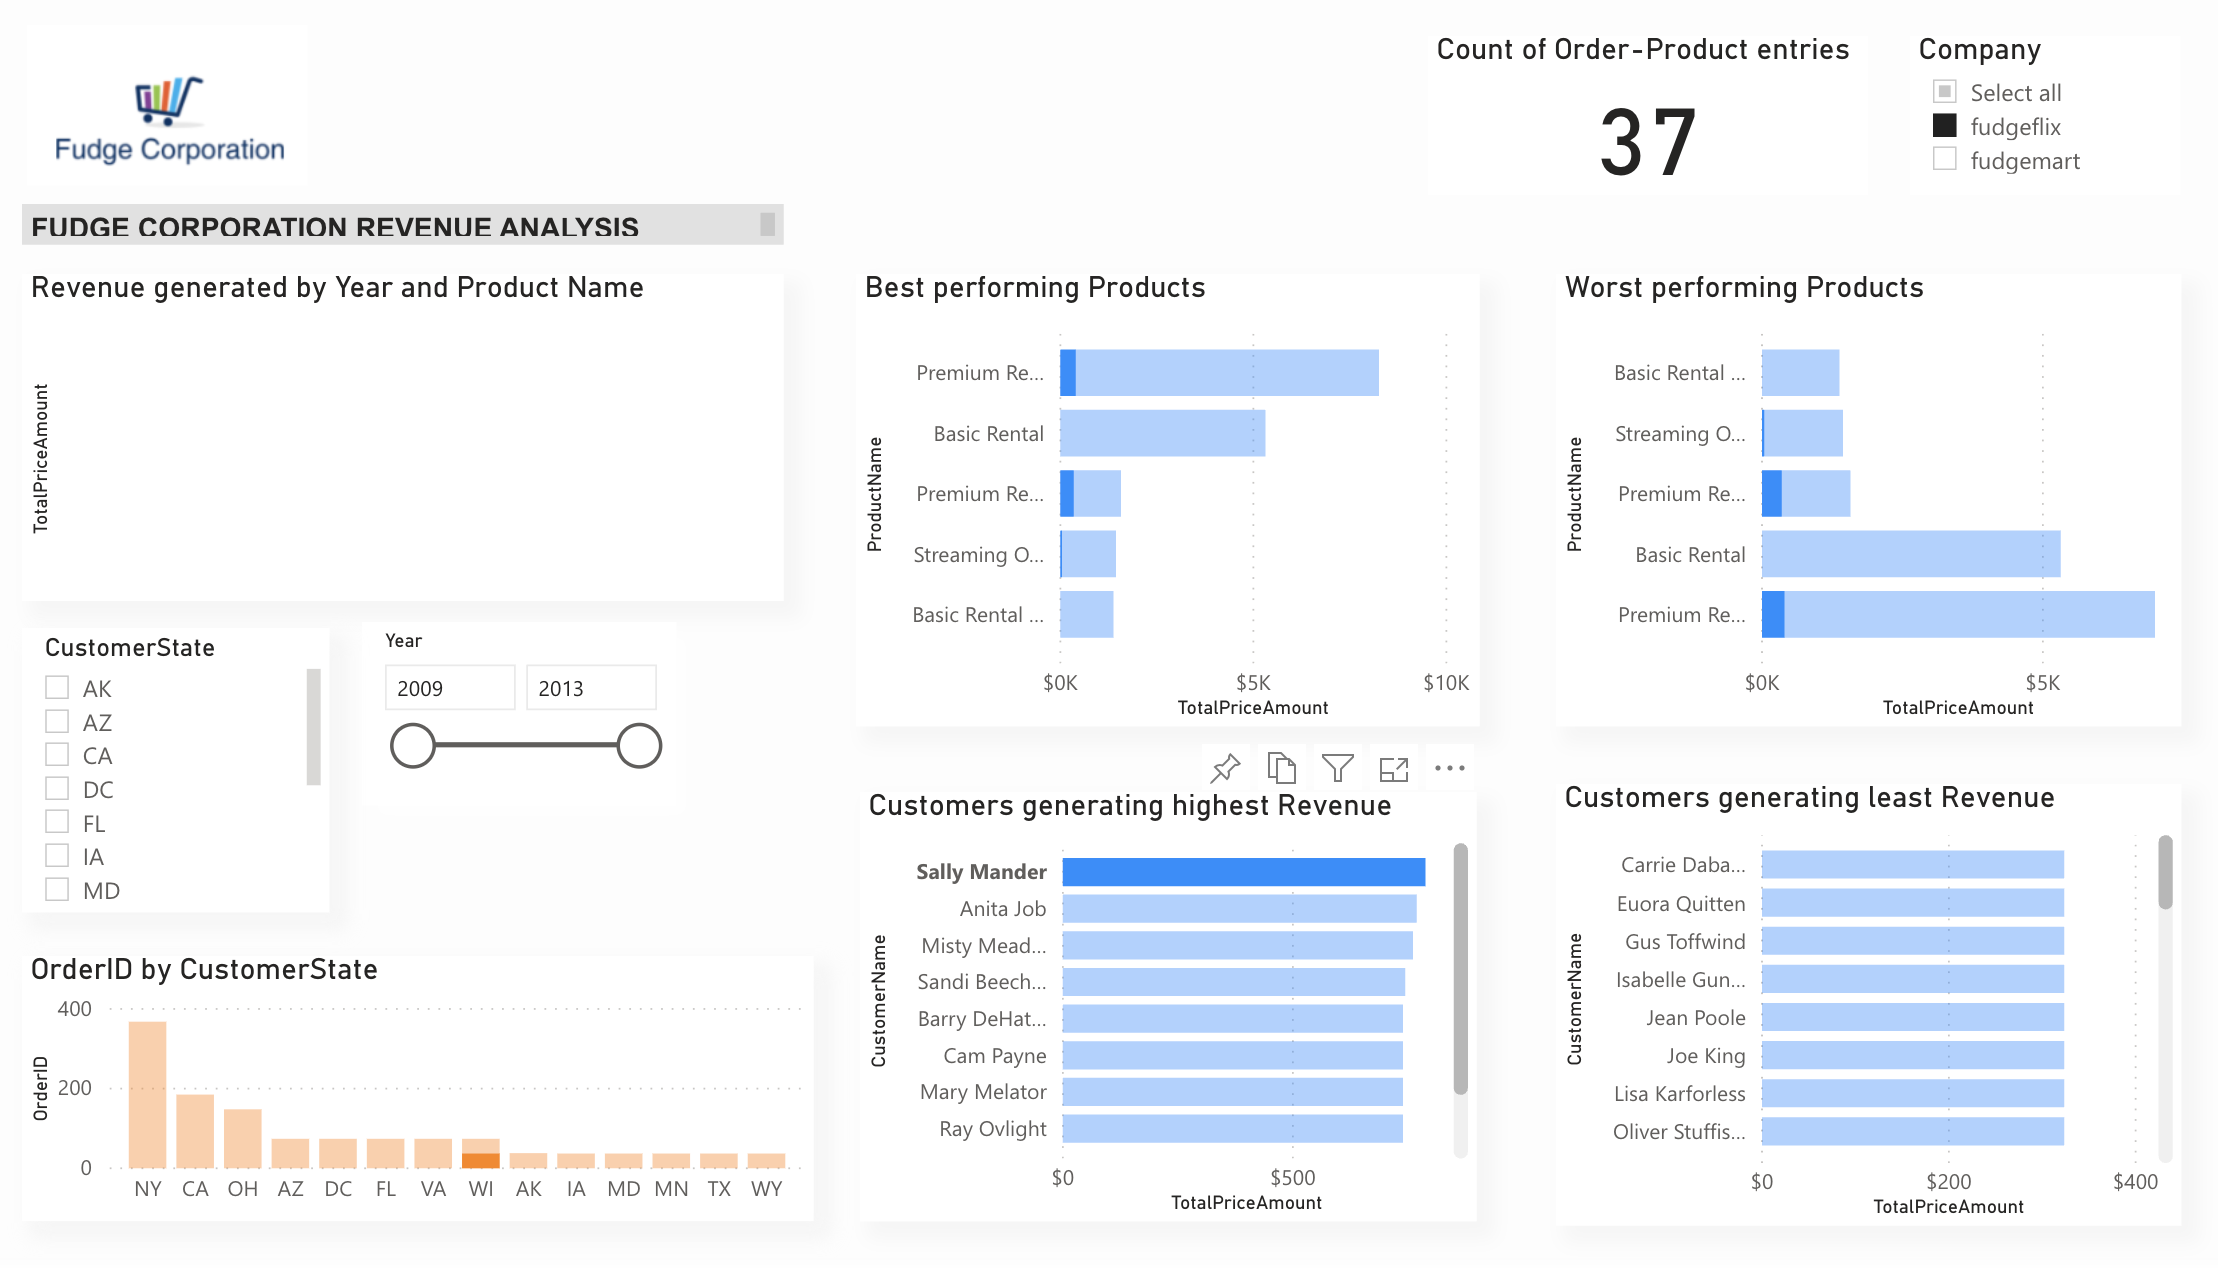 Fudge Corporation
Count of Order-Product entries
37
Company
Select all
fudgeflix
fudgemart
FUDGE CORPORATION REVENUE ANALYSIS
Revenue generated by Year and Product Name
TotalPriceAmount
Best performing Products
ProductName
Premium Re...
Basic Rental
Premium Re...
Streaming O...
Basic Rental ...
$0K $5K $10K
TotalPriceAmount
Worst performing Products
ProductName
Basic Rental ...
Streaming O...
Premium Re...
Basic Rental
Premium Re...
$0K $5K
TotalPriceAmount
CustomerState
AK
AZ
CA
DC
FL
IA
MD
Year
2009 2013
OrderID by CustomerState
OrderID
400
200
0
NY CA OH AZ DC FL VA WI AK IA MD MN TX WY
Customers generating highest Revenue
CustomerName
Sally Mander
Anita Job
Misty Mead...
Sandi Beech...
Barry DeHat...
Cam Payne
Mary Melator
Ray Ovlight
$0 $500
TotalPriceAmount
Customers generating least Revenue
CustomerName
Carrie Daba...
Euora Quitten
Gus Toffwind
Isabelle Gun...
Jean Poole
Joe King
Lisa Karforless
Oliver Stuffis...
$0 $200 $400
TotalPriceAmount